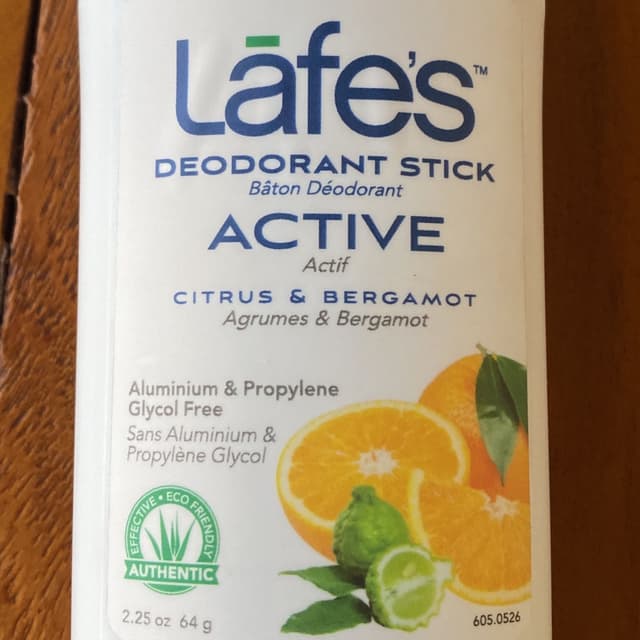 Lāfe's™
DEODORANT STICK
Bâton Déodorant
ACTIVE
Actif
CITRUS & BERGAMOT
Agrumes & Bergamot
Aluminium & Propylene
Glycol Free
Sans Aluminium &
Propylène Glycol
EFFECTIVE • ECO FRIENDLY
AUTHENTIC
2.25 oz 64 g
605.0526